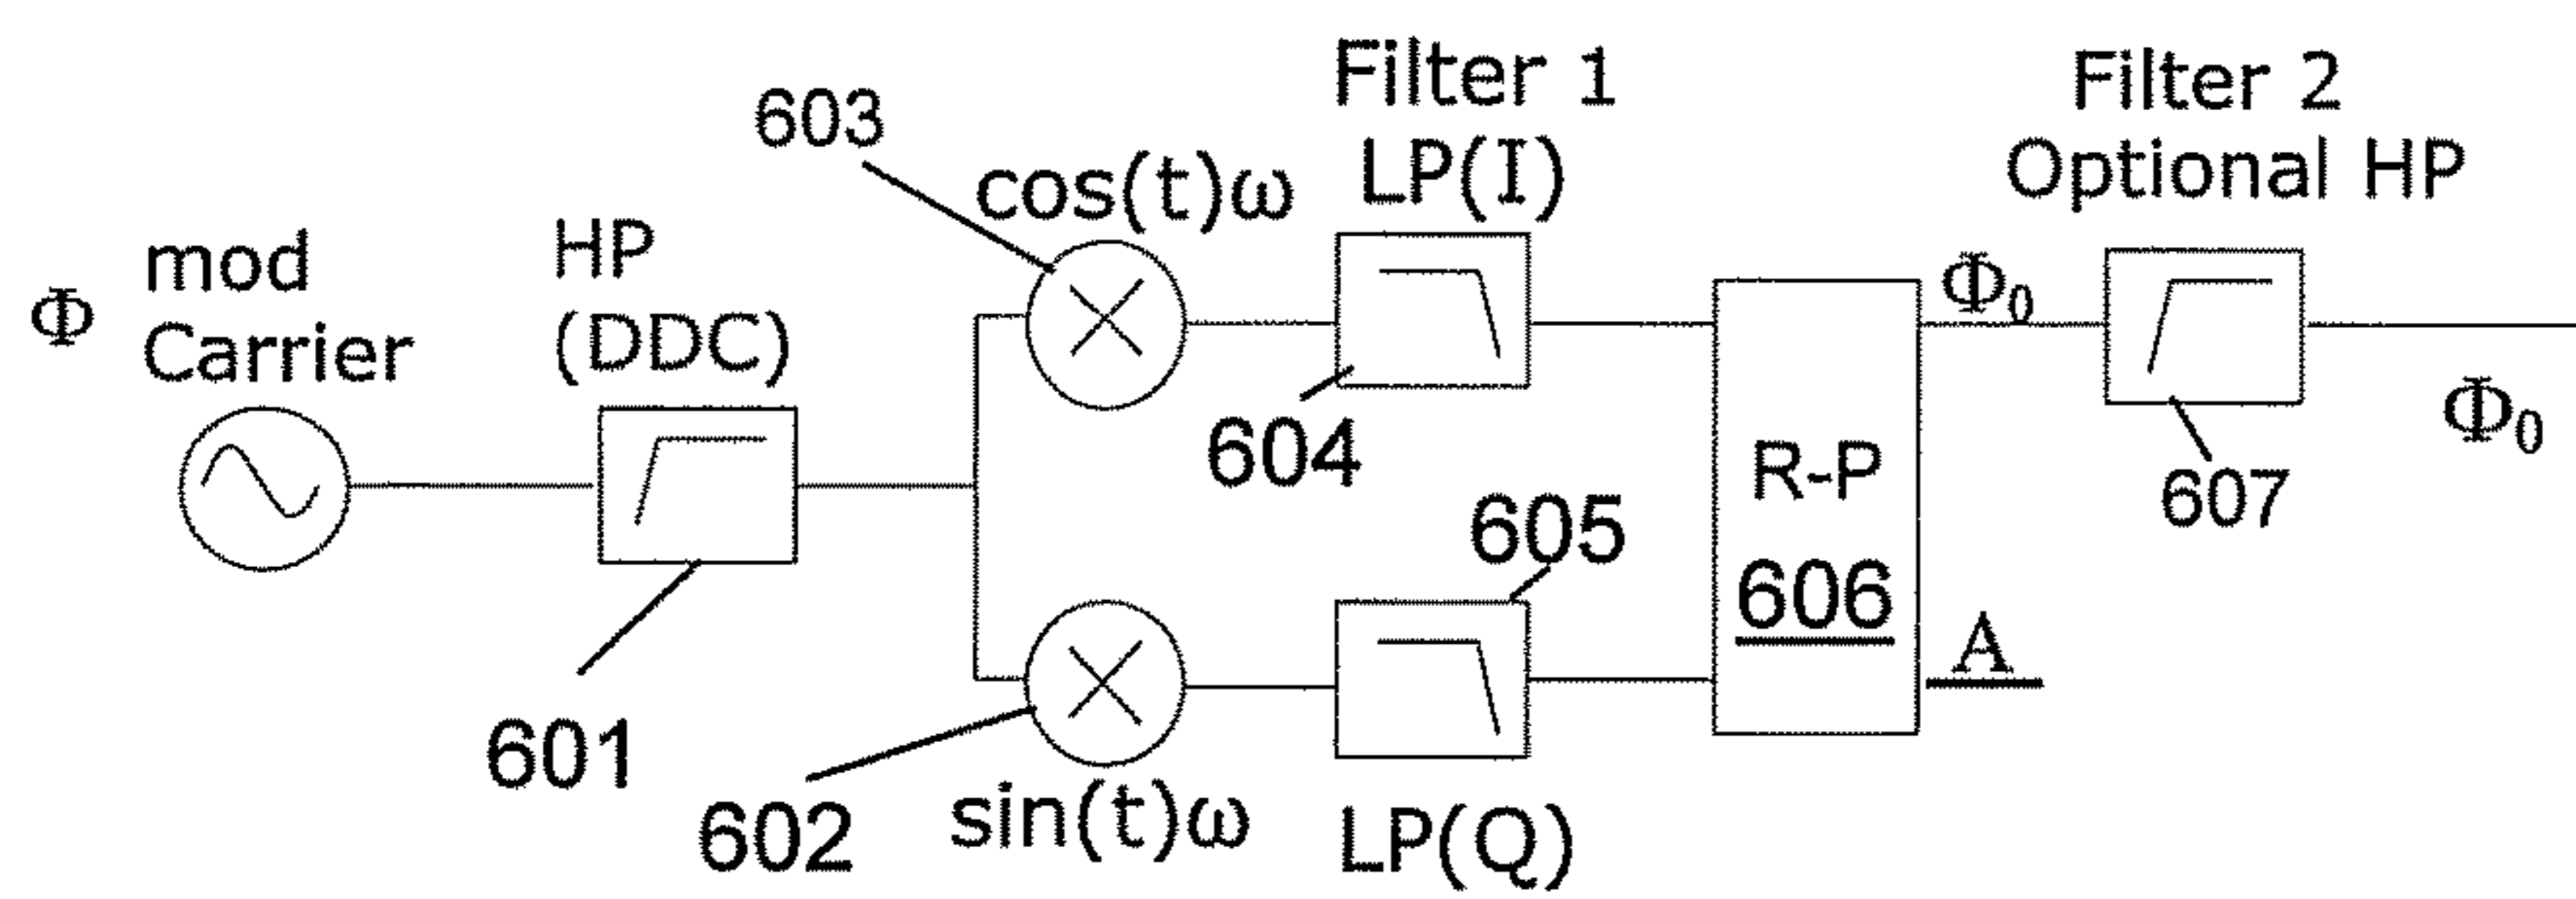 Φ
mod
Carrier
HP
(DDC)
601
603
cos(t)ω
602
sin(t)ω
Filter 1
LP(I)
604
605
LP(Q)
R-P
606
Φ₀
A
Filter 2
Optional HP
607
Φ₀